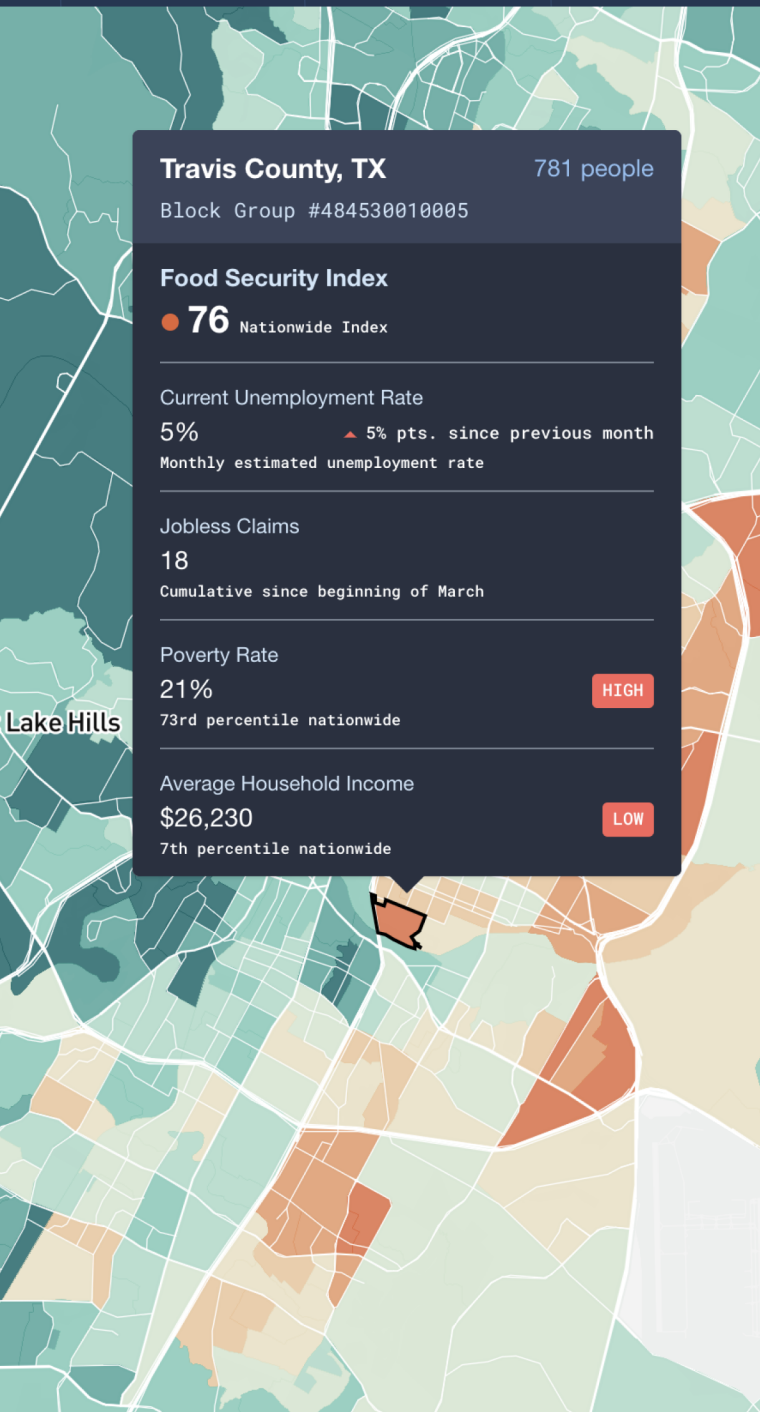 Travis County, TX
781 people
Block Group #484530010005
Food Security Index
76 Nationwide Index
Current Unemployment Rate
5%
5% pts. since previous month
Monthly estimated unemployment rate
Jobless Claims
18
Cumulative since beginning of March
Poverty Rate
21%
HIGH
73rd percentile nationwide
Lake Hills
Average Household Income
$26,230
LOW
7th percentile nationwide